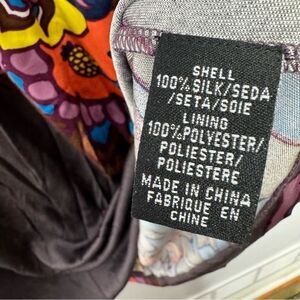 SHELL
100%SILK/SEDA
/SETA/SOIE
LINING
100%POLYESTER/
POLIESTER/
POLIESTERE
MADE IN CHINA
FABRIQUE EN
CHINE